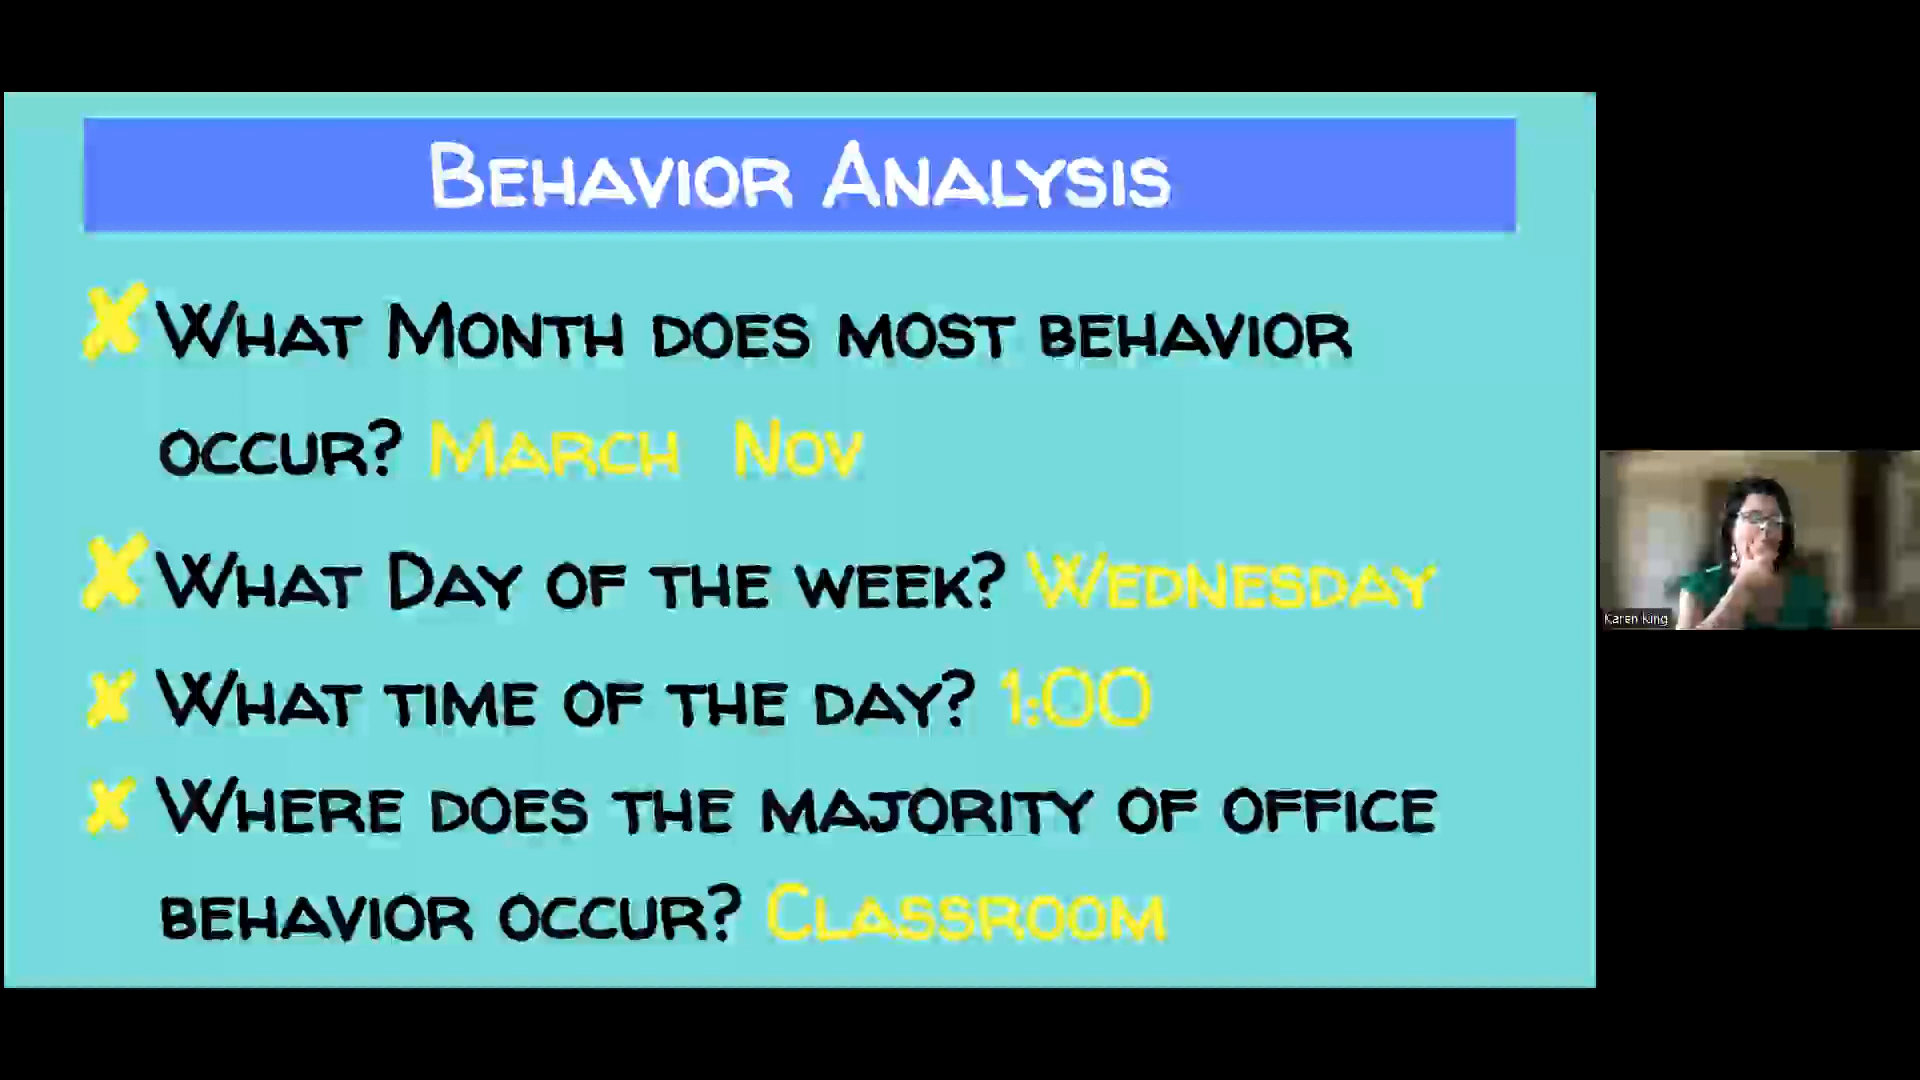 Behavior Analysis
What Month does most behavior
occur? March Nov
What Day of the week? Wednesday
What time of the day? 1:00
Where does the majority of office
behavior occur? Classroom
Karen King